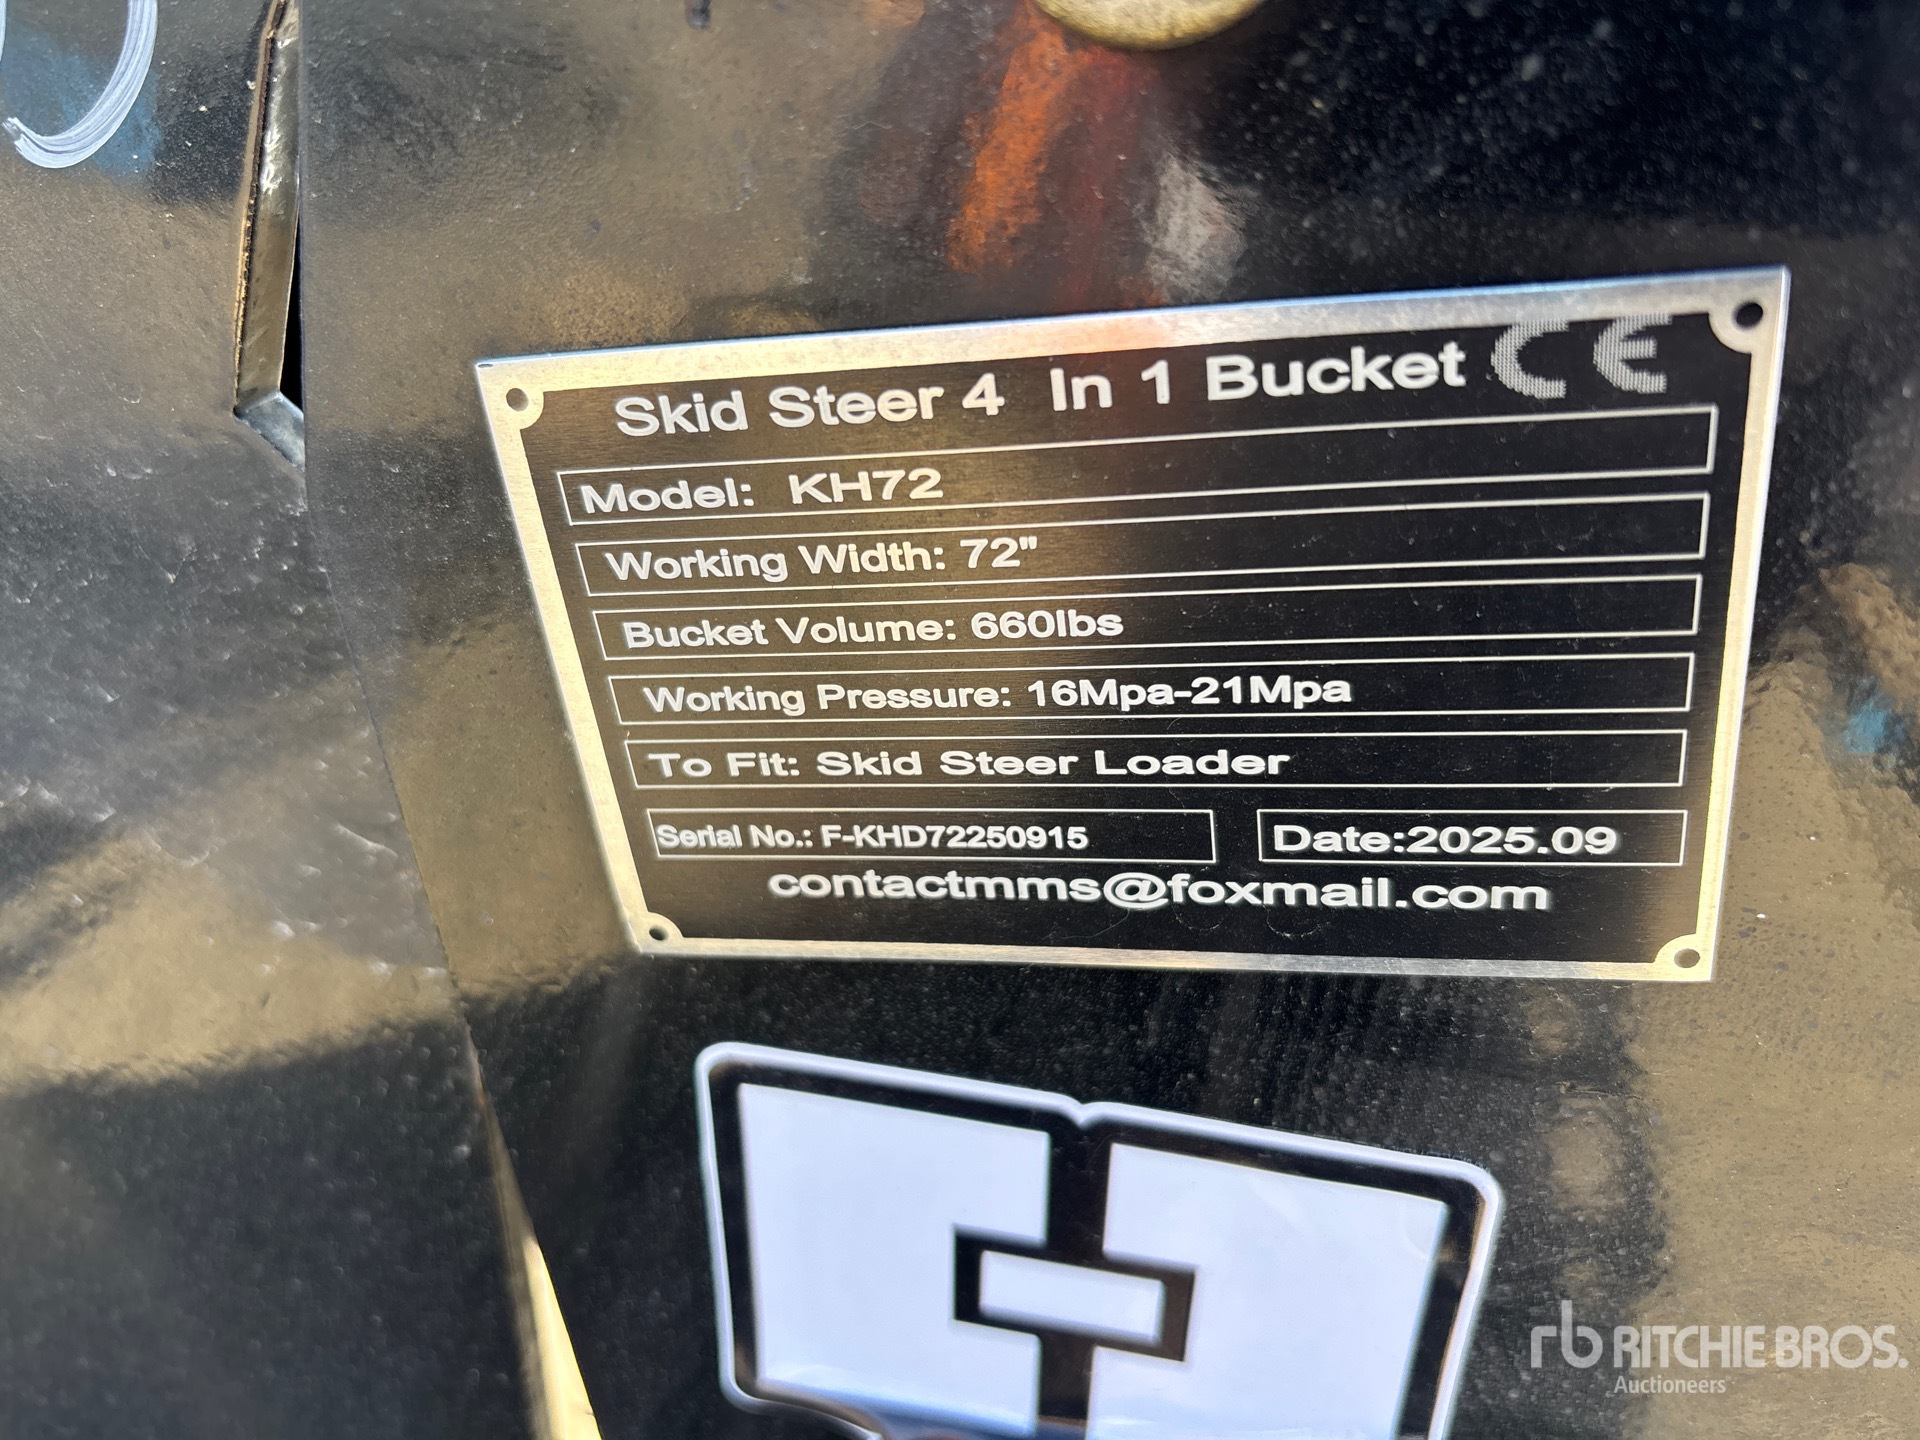 Skid Steer 4 In 1 Bucket CE
Model: KH72
Working Width: 72"
Bucket Volume: 660lbs
Working Pressure: 16Mpa-21Mpa
To Fit: Skid Steer Loader
Serial No.: F-KHD72250915
Date:2025.09
contactmms@foxmail.com
rb RITCHIE BROS.
Auctioneers